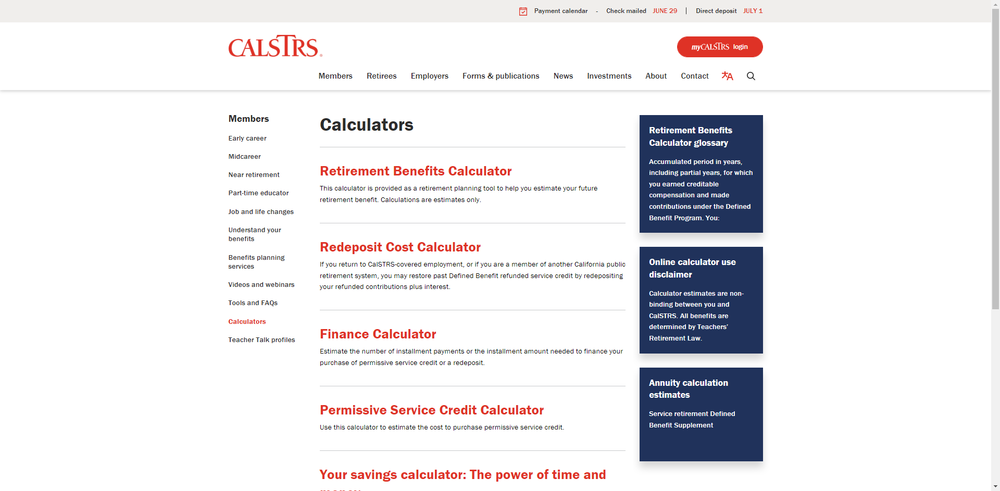 Payment calendar - Check mailed JUNE 29 | Direct deposit JULY 1
CALSTRS®
myCALSTRS login
Members Retirees Employers Forms & publications News Investments About Contact
Members
Early career
Midcareer
Near retirement
Part-time educator
Job and life changes
Understand your
benefits
Benefits planning
services
Videos and webinars
Tools and FAQs
Calculators
Teacher Talk profiles
Calculators
Retirement Benefits Calculator
This calculator is provided as a retirement planning tool to help you estimate your future
retirement benefit. Calculations are estimates only.
Redeposit Cost Calculator
If you return to CalSTRS-covered employment, or if you are a member of another California public
retirement system, you may restore past Defined Benefit refunded service credit by redepositing
your refunded contributions plus interest.
Finance Calculator
Estimate the number of installment payments or the installment amount needed to finance your
purchase of permissive service credit or a redeposit.
Permissive Service Credit Calculator
Use this calculator to estimate the cost to purchase permissive service credit.
Your savings calculator: The power of time and
Retirement Benefits
Calculator glossary
Accumulated period in years,
including partial years, for which
you earned creditable
compensation and made
contributions under the Defined
Benefit Program. You:
Online calculator use
disclaimer
Calculator estimates are non-
binding between you and
CalSTRS. All benefits are
determined by Teachers’
Retirement Law.
Annuity calculation
estimates
Service retirement Defined
Benefit Supplement